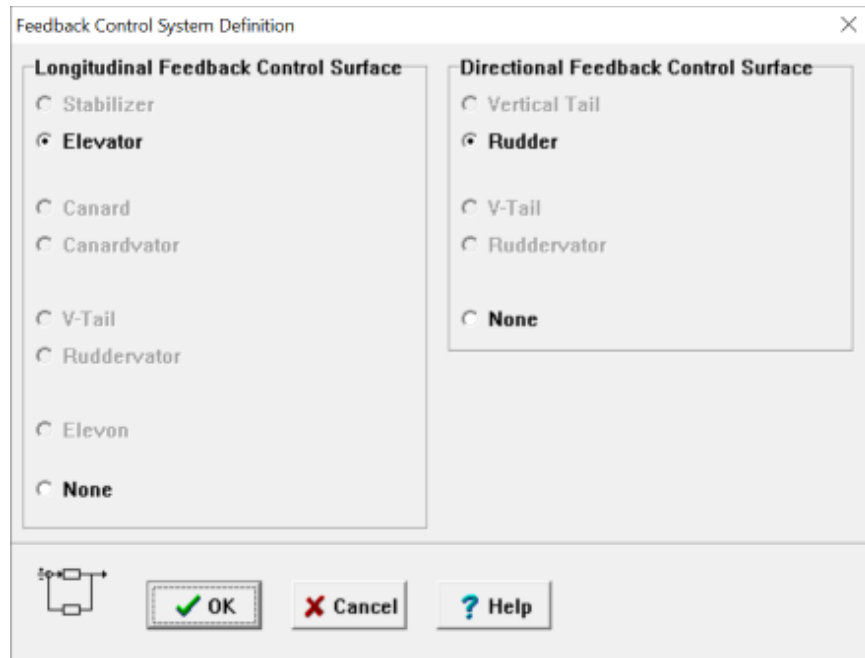 Feedback Control System Definition
Longitudinal Feedback Control Surface
Stabilizer
Elevator
Canard
Canardvator
V-Tail
Ruddervator
Elevon
None
Directional Feedback Control Surface
Vertical Tail
Rudder
V-Tail
Ruddervator
None
OK
Cancel
? Help